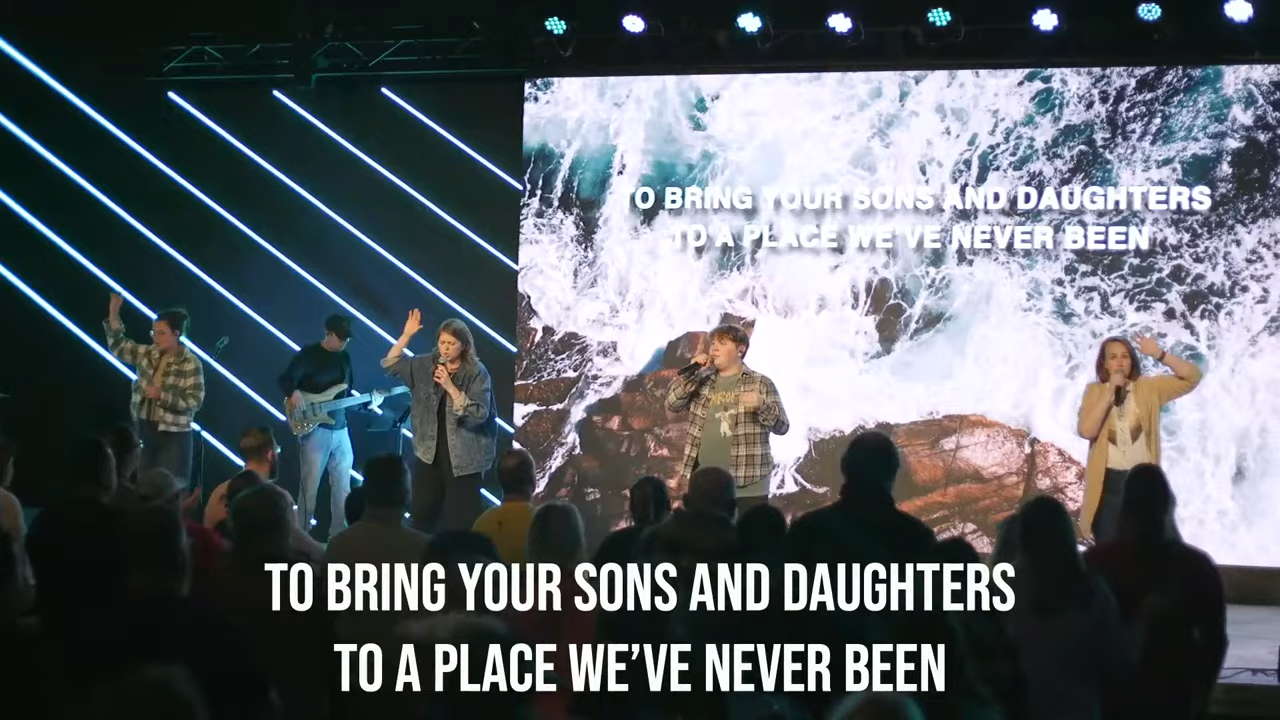 TO BRING YOUR SONS AND DAUGHTERS
TO A PLACE WE'VE NEVER BEEN
TO BRING YOUR SONS AND DAUGHTERS
TO A PLACE WE’VE NEVER BEEN